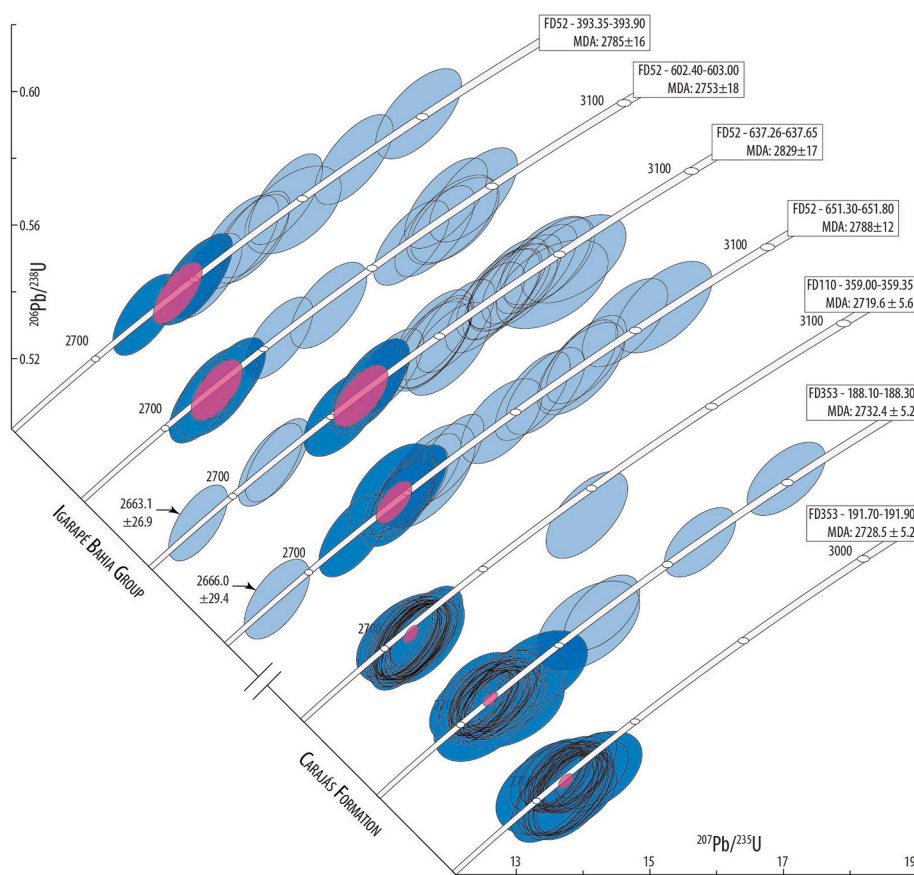 FD52 - 393.35-393.90
MDA: 2785±16
FD52 - 602.40-603.00
MDA: 2753±18
FD52 - 637.26-637.65
MDA: 2829±17
FD52 - 651.30-651.80
MDA: 2788±12
FD110 - 359.00-359.35
MDA: 2719.6 ± 5.6
FD353 - 188.10-188.30
MDA: 2732.4 ± 5.2
FD353 - 191.70-191.90
MDA: 2728.5 ± 5.2
0.60
0.56
0.52
206Pb/238U
3100
3100
3100
3100
3000
2700
2700
2700
2700
2700
2663.1
±26.9
2666.0
±29.4
IGARAPÉ BAHIA GROUP
CARAJÁS FORMATION
207Pb/235U
13
15
17
19